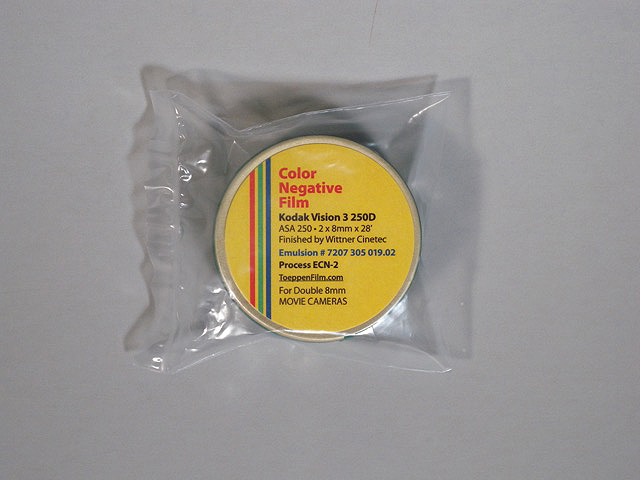 Color
Negative
Film
Kodak Vision 3 250D
ASA 250 • 2 x 8mm x 28'
Finished by Wittner Cinetec
Emulsion # 7207 305 019.02
Process ECN-2
ToeppenFilm.com
For Double 8mm
MOVIE CAMERAS